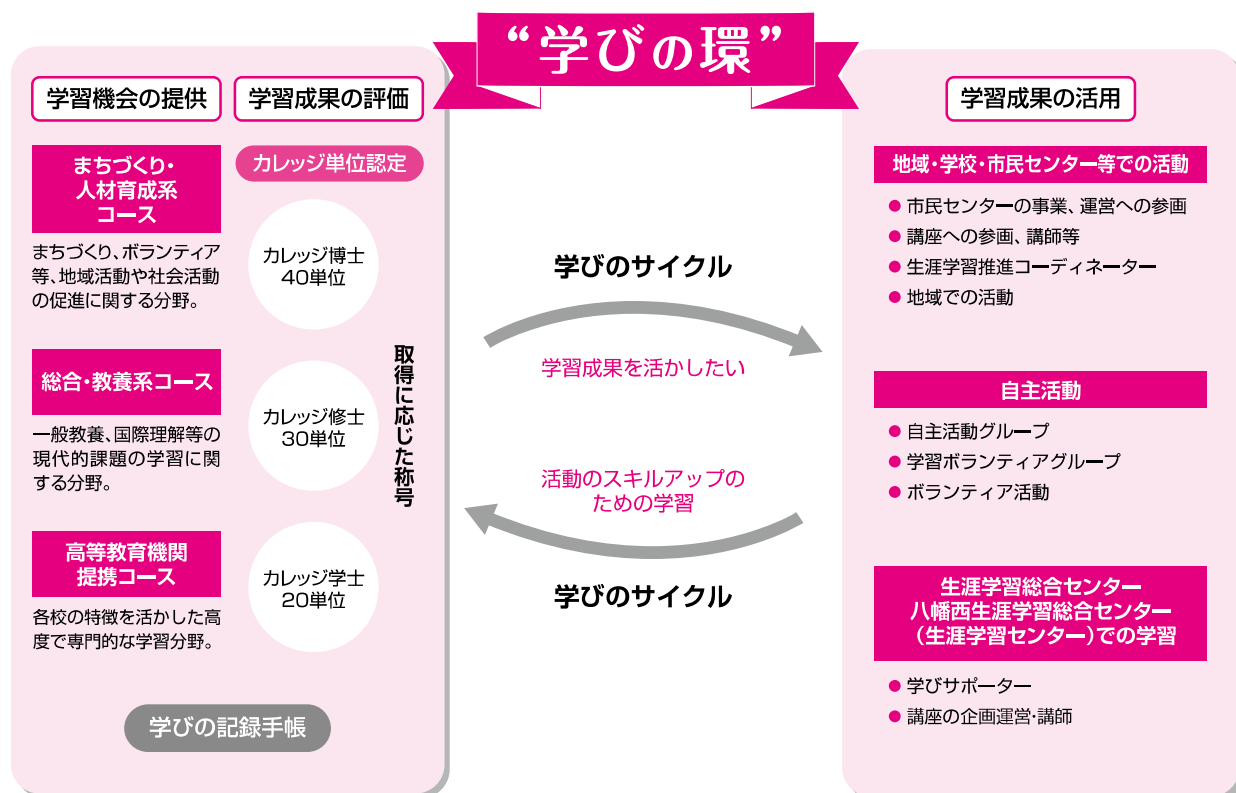 “学びの環”
学習機会の提供
まちづくり・
人材育成系
コース
まちづくり、ボランティア
等、地域活動や社会活動
の促進に関する分野。
総合・教養系コース
一般教養、国際理解等の
現代的課題の学習に関
する分野。
高等教育機関
提携コース
各校の特徴を活かした高
度で専門的な学習分野。
学習成果の評価
カレッジ単位認定
カレッジ博士
40単位
カレッジ修士
30単位
カレッジ学士
20単位
取得に応じた称号
学びの記録手帳
学びのサイクル
学習成果を活かしたい
活動のスキルアップの
ための学習
学びのサイクル
学習成果の活用
地域・学校・市民センター等での活動
● 市民センターの事業、運営への参画
● 講座への参画、講師等
● 生涯学習推進コーディネーター
● 地域での活動
自主活動
● 自主活動グループ
● 学習ボランティアグループ
● ボランティア活動
生涯学習総合センター
八幡西生涯学習総合センター
（生涯学習センター）での学習
● 学びサポーター
● 講座の企画運営・講師